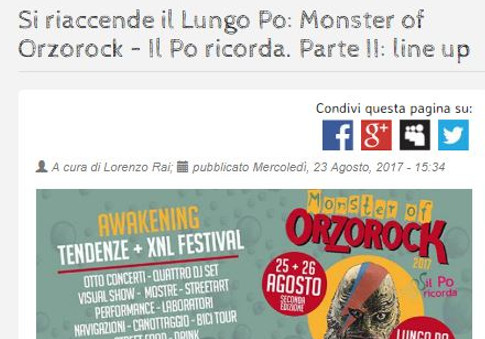 Si riaccende il Lungo Po: Monster of
Orzorock - Il Po ricorda. Parte II: line up
Condivi questa pagina su:
A cura di Lorenzo Rai; pubblicato Mercoledì, 23 Agosto, 2017 - 15:34
AWAKENING
TENDENZE + XNL FESTIVAL
OTTO CONCERTI - QUATTRO DJ SET
VISUAL SHOW - MOSTRE - STREETART
PERFORMANCE - LABORATORI
NAVIGAZIONI - CANOTTAGGIO - BICI TOUR
STREET FOOD - DRINK
Monster of
ORZOROCK
2017
25 + 26
AGOSTO
SECONDA
EDIZIONE
il Po
ricorda
LUNGO PO